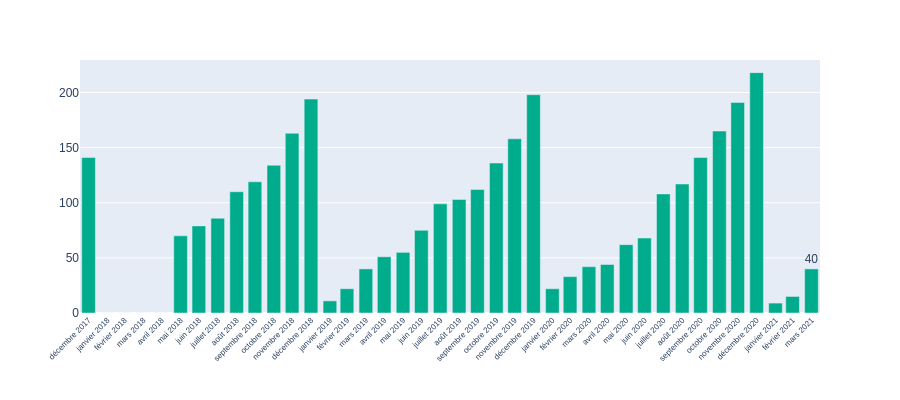 200
150
100
50
0
40
décembre 2017
janvier 2018
février 2018
mars 2018
avril 2018
mai 2018
juin 2018
juillet 2018
août 2018
septembre 2018
octobre 2018
novembre 2018
décembre 2018
janvier 2019
février 2019
mars 2019
avril 2019
mai 2019
juin 2019
juillet 2019
août 2019
septembre 2019
octobre 2019
novembre 2019
décembre 2019
janvier 2020
février 2020
mars 2020
avril 2020
mai 2020
juin 2020
juillet 2020
août 2020
septembre 2020
octobre 2020
novembre 2020
décembre 2020
janvier 2021
février 2021
mars 2021